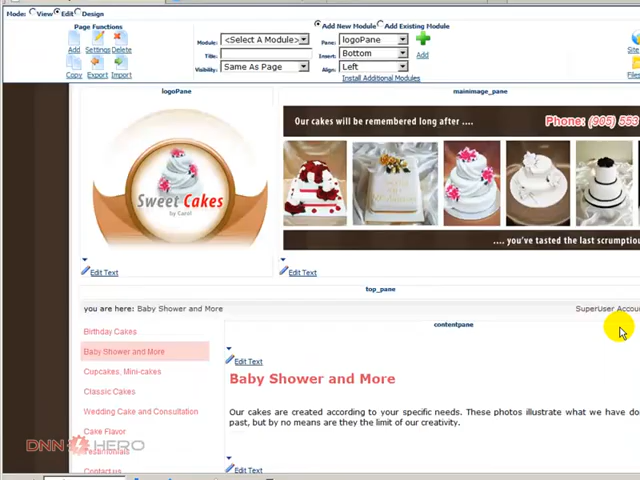 Mode: View Edit Design
Page Functions
Add Settings Delete
Copy Export Import
Add New Module Add Existing Module
Module: <Select A Module> Pane: logoPane
Title: Insert: Bottom Add
Visibility: Same As Page Align: Left
Install Additional Modules
Site
Files
logoPane mainimage_pane
Our cakes will be remembered long after .... Phone: (905) 553
Sweet Cakes
by Carol
.... you've tasted the last scrumptiou
Edit Text Edit Text
top_pane
you are here: Baby Shower and More SuperUser Accou
contentpane
Birthday Cakes
Baby Shower and More
Cupcakes, Mini-cakes
Classic Cakes
Wedding Cake and Consultation
Cake Flavor
Testimonials
Contact us
Edit Text
Baby Shower and More
Our cakes are created according to your specific needs. These photos illustrate what we have do
past, but by no means are they the limit of our creativity.
Edit Text
DNN HERO